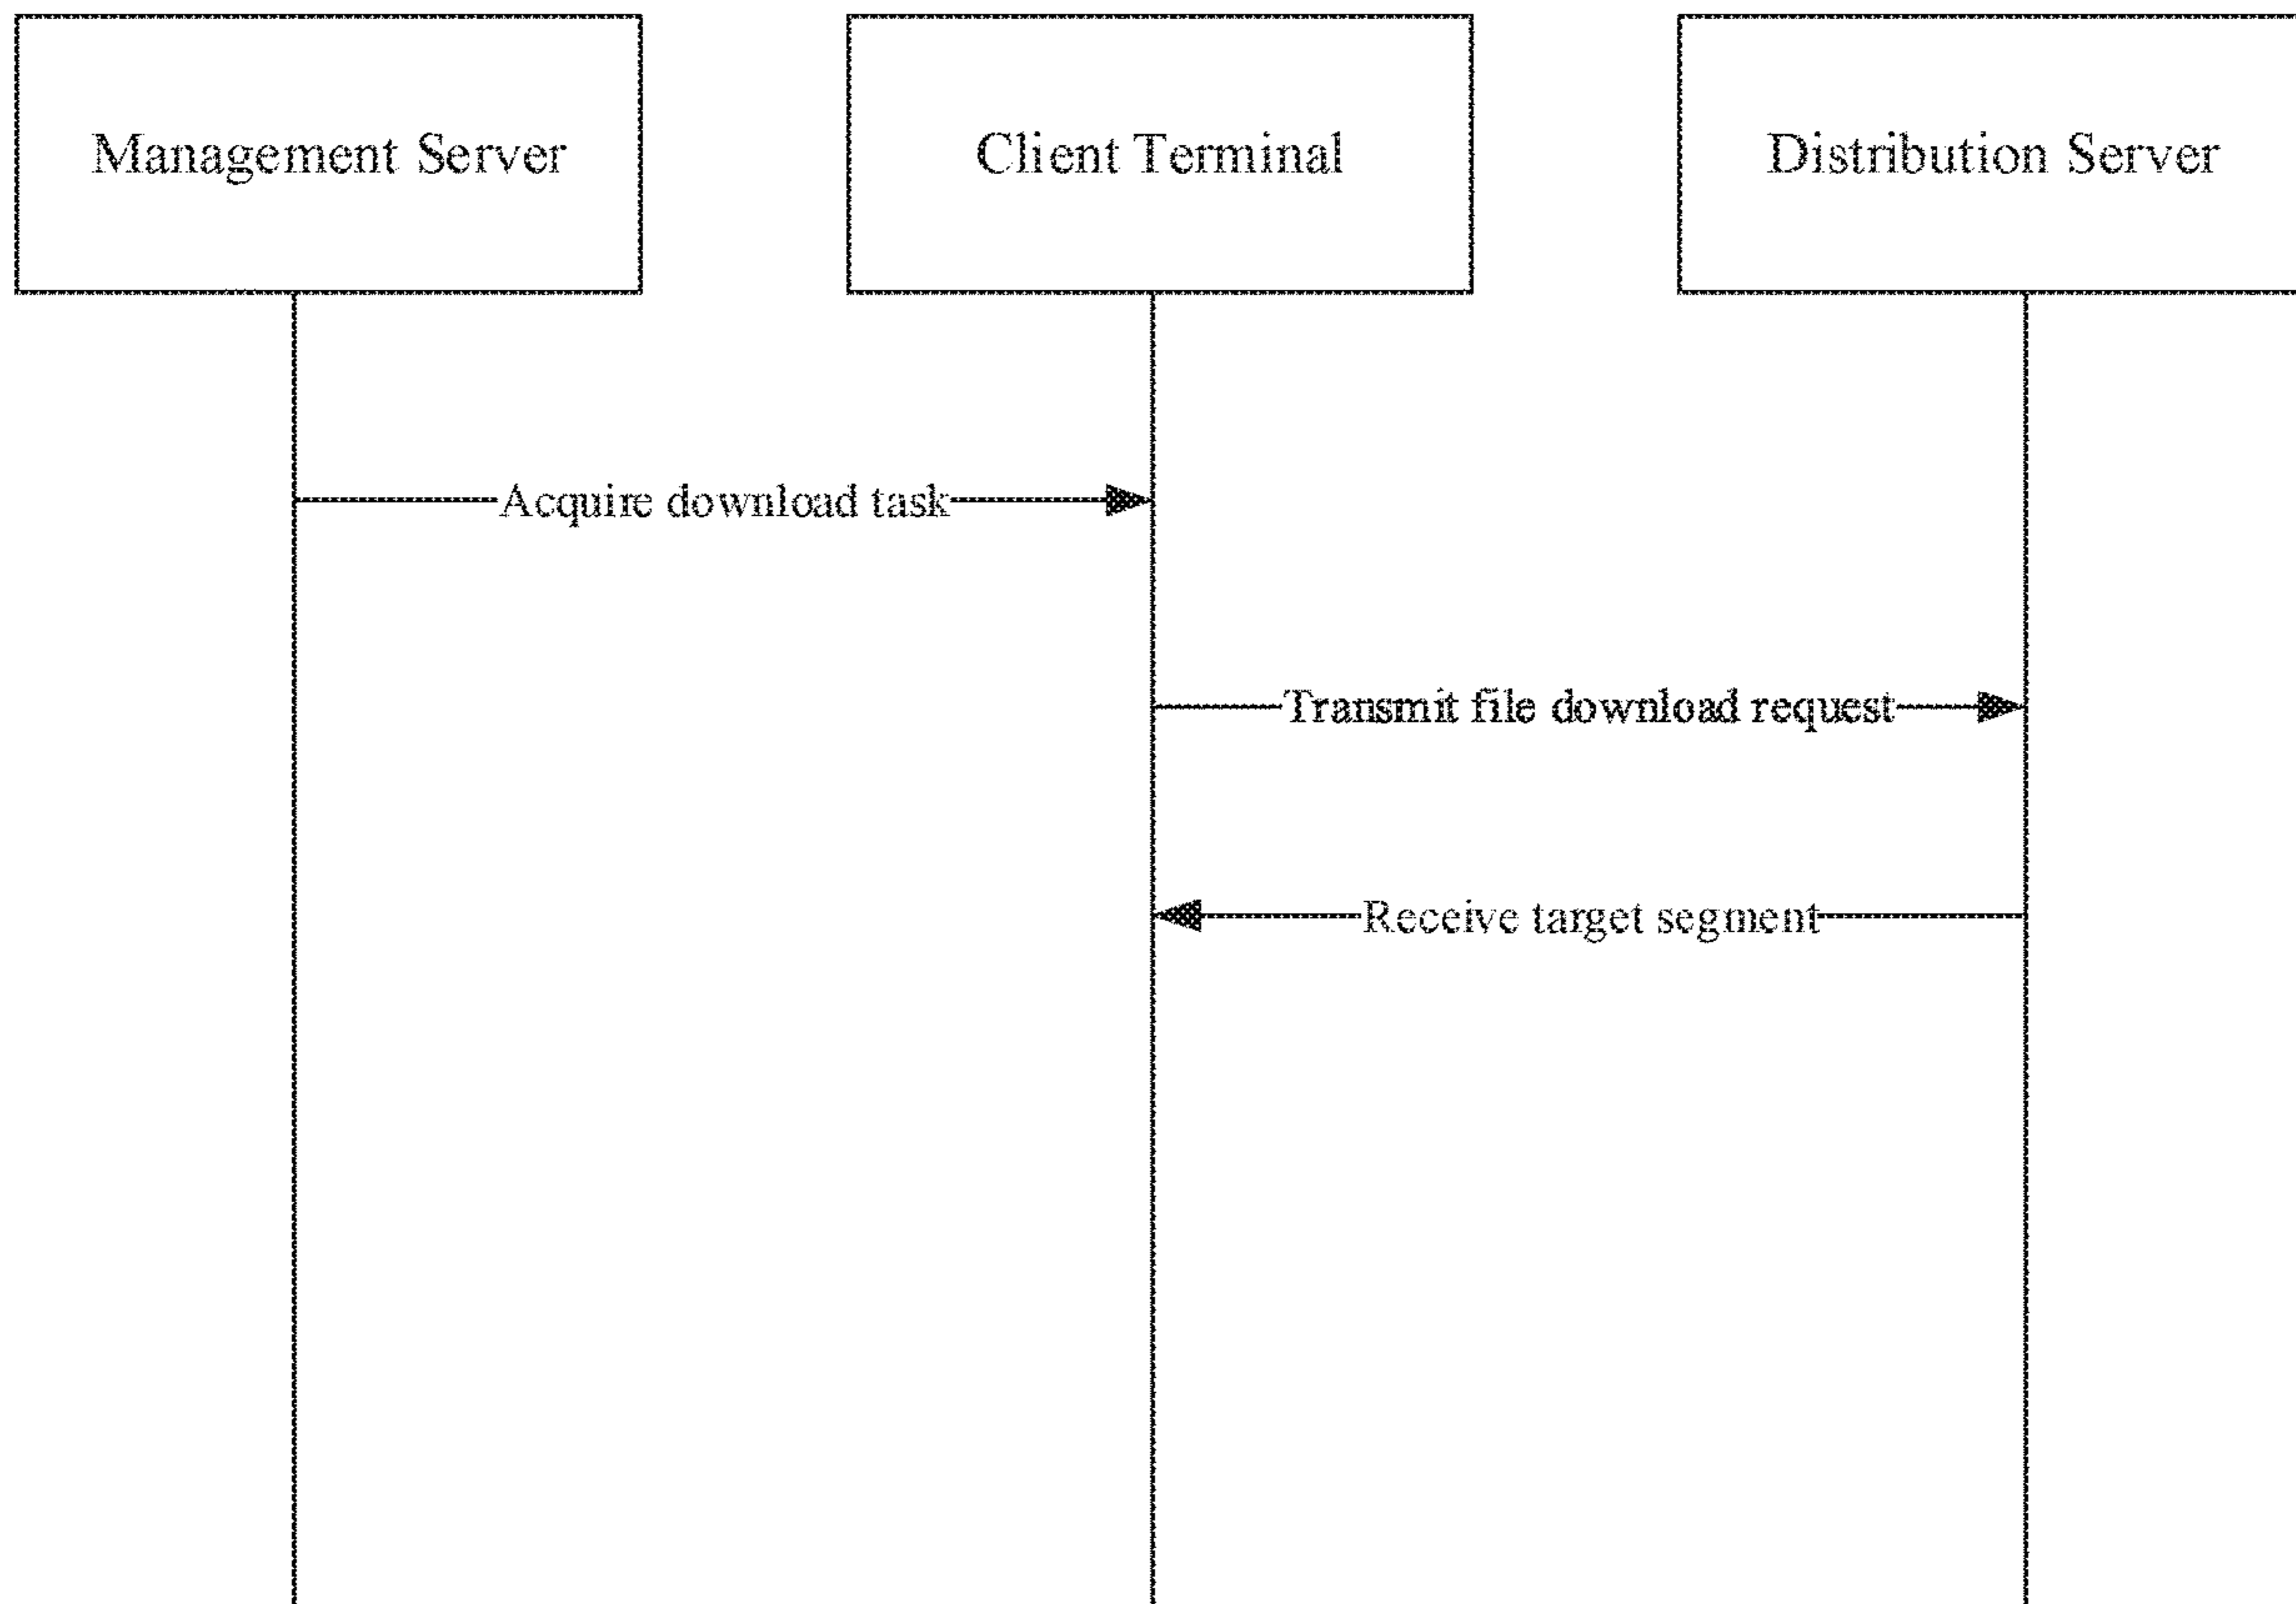 Management Server
Client Terminal
Distribution Server
Acquire download task
Transmit file download request
Receive target segment